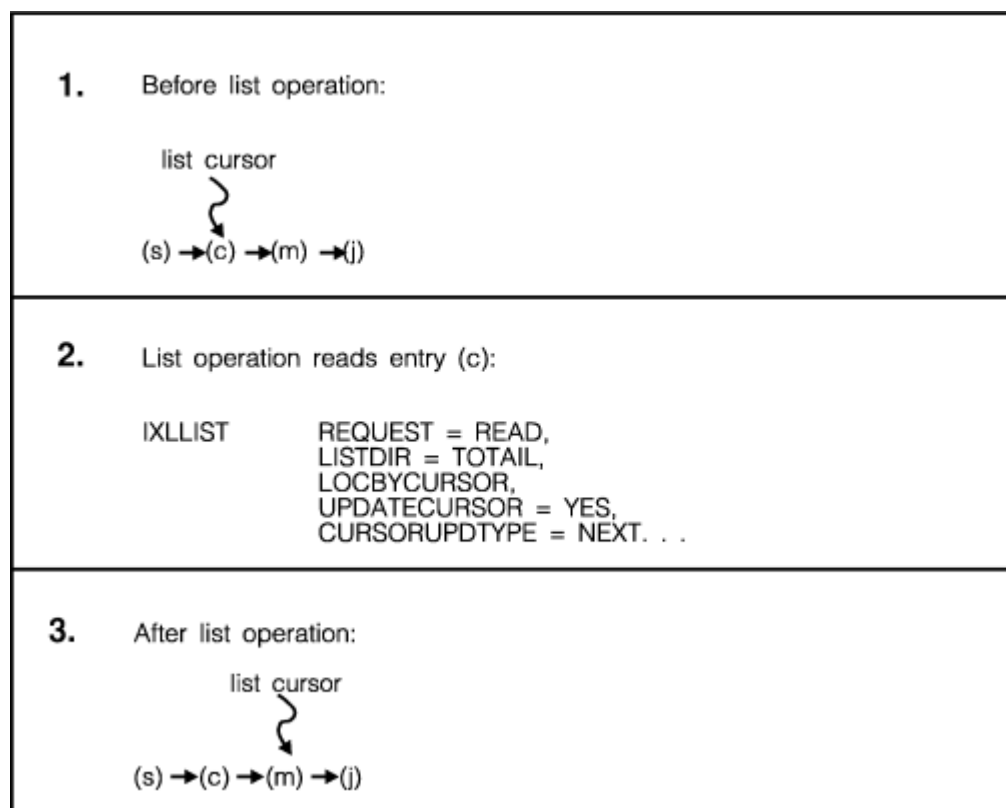 1. Before list operation:
list cursor
(s) →(c) →(m) →(j)
2. List operation reads entry (c):
IXLLIST REQUEST = READ,
LISTDIR = TOTAIL,
LOCBYCURSOR,
UPDATECURSOR = YES,
CURSORUPDTYPE = NEXT. . .
3. After list operation:
list cursor
(s) →(c) →(m) →(j)